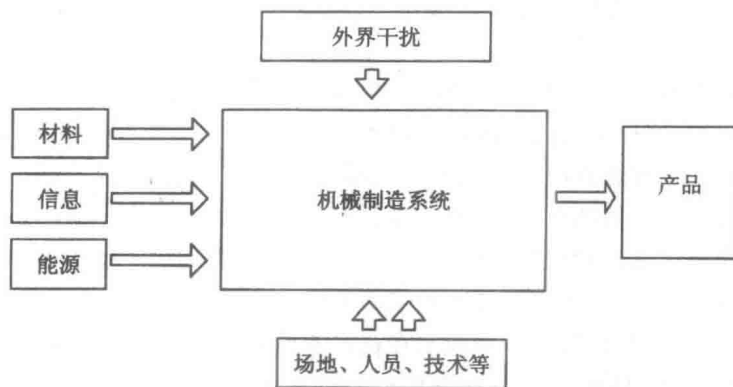 外界干扰
材料
信息
能源
机械制造系统
产品
场地、人员、技术等